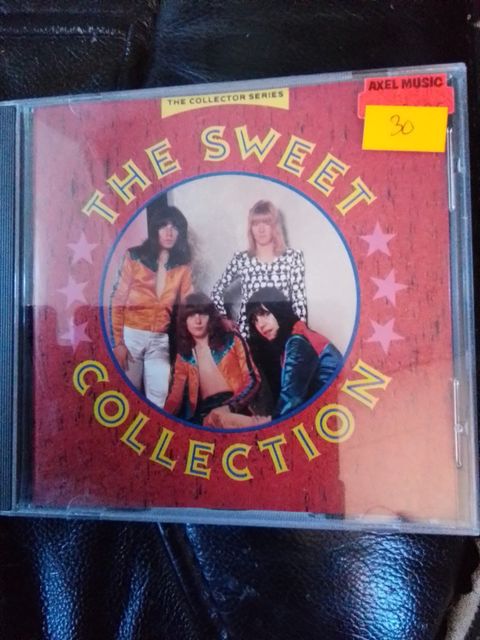 THE COLLECTOR SERIES
AXEL MUSIC
30
THE SWEET
COLLECTION